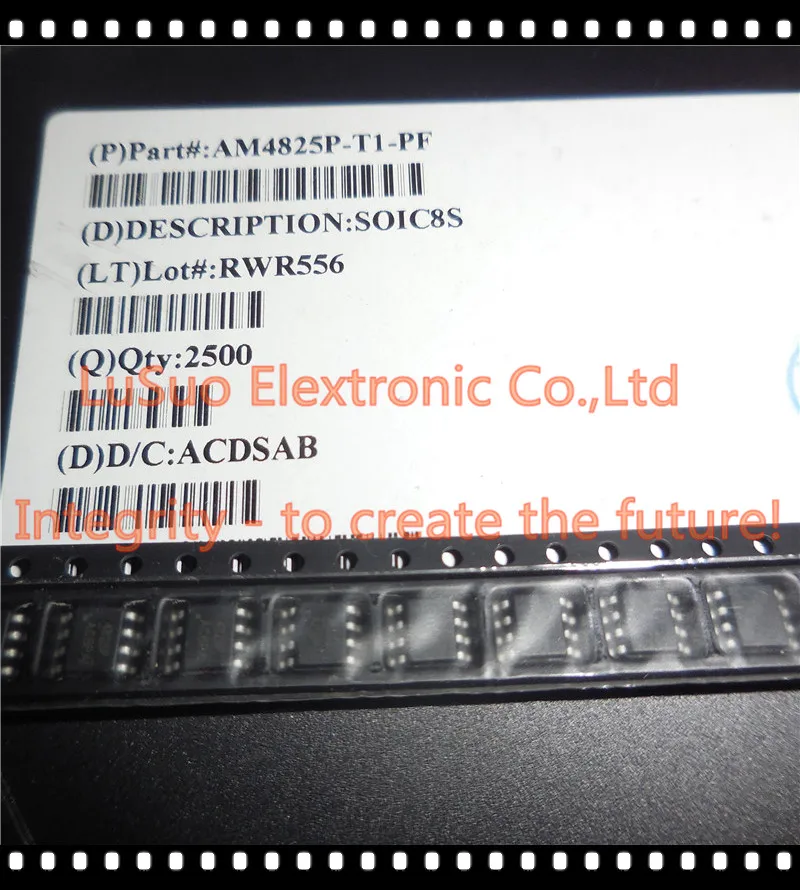 (P)Part#:AM4825P-T1-PF
(D)DESCRIPTION:SOIC8S
(LT)Lot#:RWR556
(Q)Qty:2500
LuSuo Elextronic Co.,Ltd
(D)D/C:ACDSAB
Integrity - to create the future!